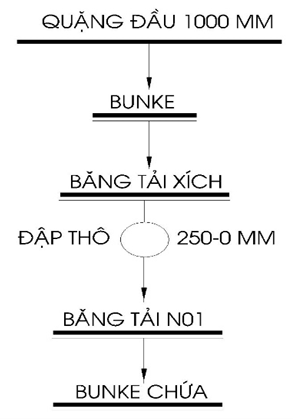 QUẶNG ĐẦU 1000 MM
BUNKE
BĂNG TẢI XÍCH
ĐẬP THÔ 250-0 MM
BĂNG TẢI N01
BUNKE CHỨA